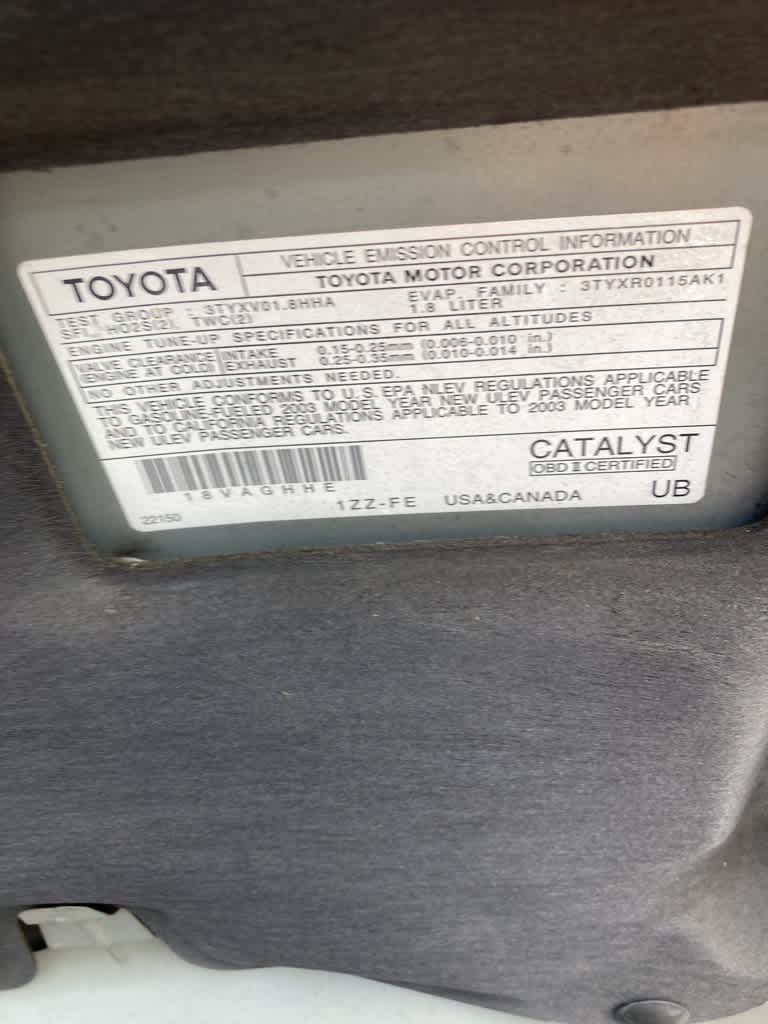 TOYOTA
VEHICLE EMISSION CONTROL INFORMATION
TOYOTA MOTOR CORPORATION
TEST GROUP : 3TYXV01.8HHA
EVAP. FAMILY : 3TYXR0115AK1
SFI, HO2S(2), TWC(2)
1.8 LITER
ENGINE TUNE-UP SPECIFICATIONS FOR ALL ALTITUDES
VALVE CLEARANCE INTAKE 0.15-0.25mm (0.006-0.010 in.)
(ENGINE AT COLD) EXHAUST 0.25-0.35mm (0.010-0.014 in.)
NO OTHER ADJUSTMENTS NEEDED.
THIS VEHICLE CONFORMS TO U.S. EPA NLEV REGULATIONS APPLICABLE
TO GASOLINE-FUELED 2003 MODEL YEAR NEW ULEV PASSENGER CARS
AND TO CALIFORNIA REGULATIONS APPLICABLE TO 2003 MODEL YEAR
NEW ULEV PASSENGER CARS.
CATALYST
OBD II CERTIFIED
18VAGHHE
22150
1ZZ-FE
USA&CANADA
UB